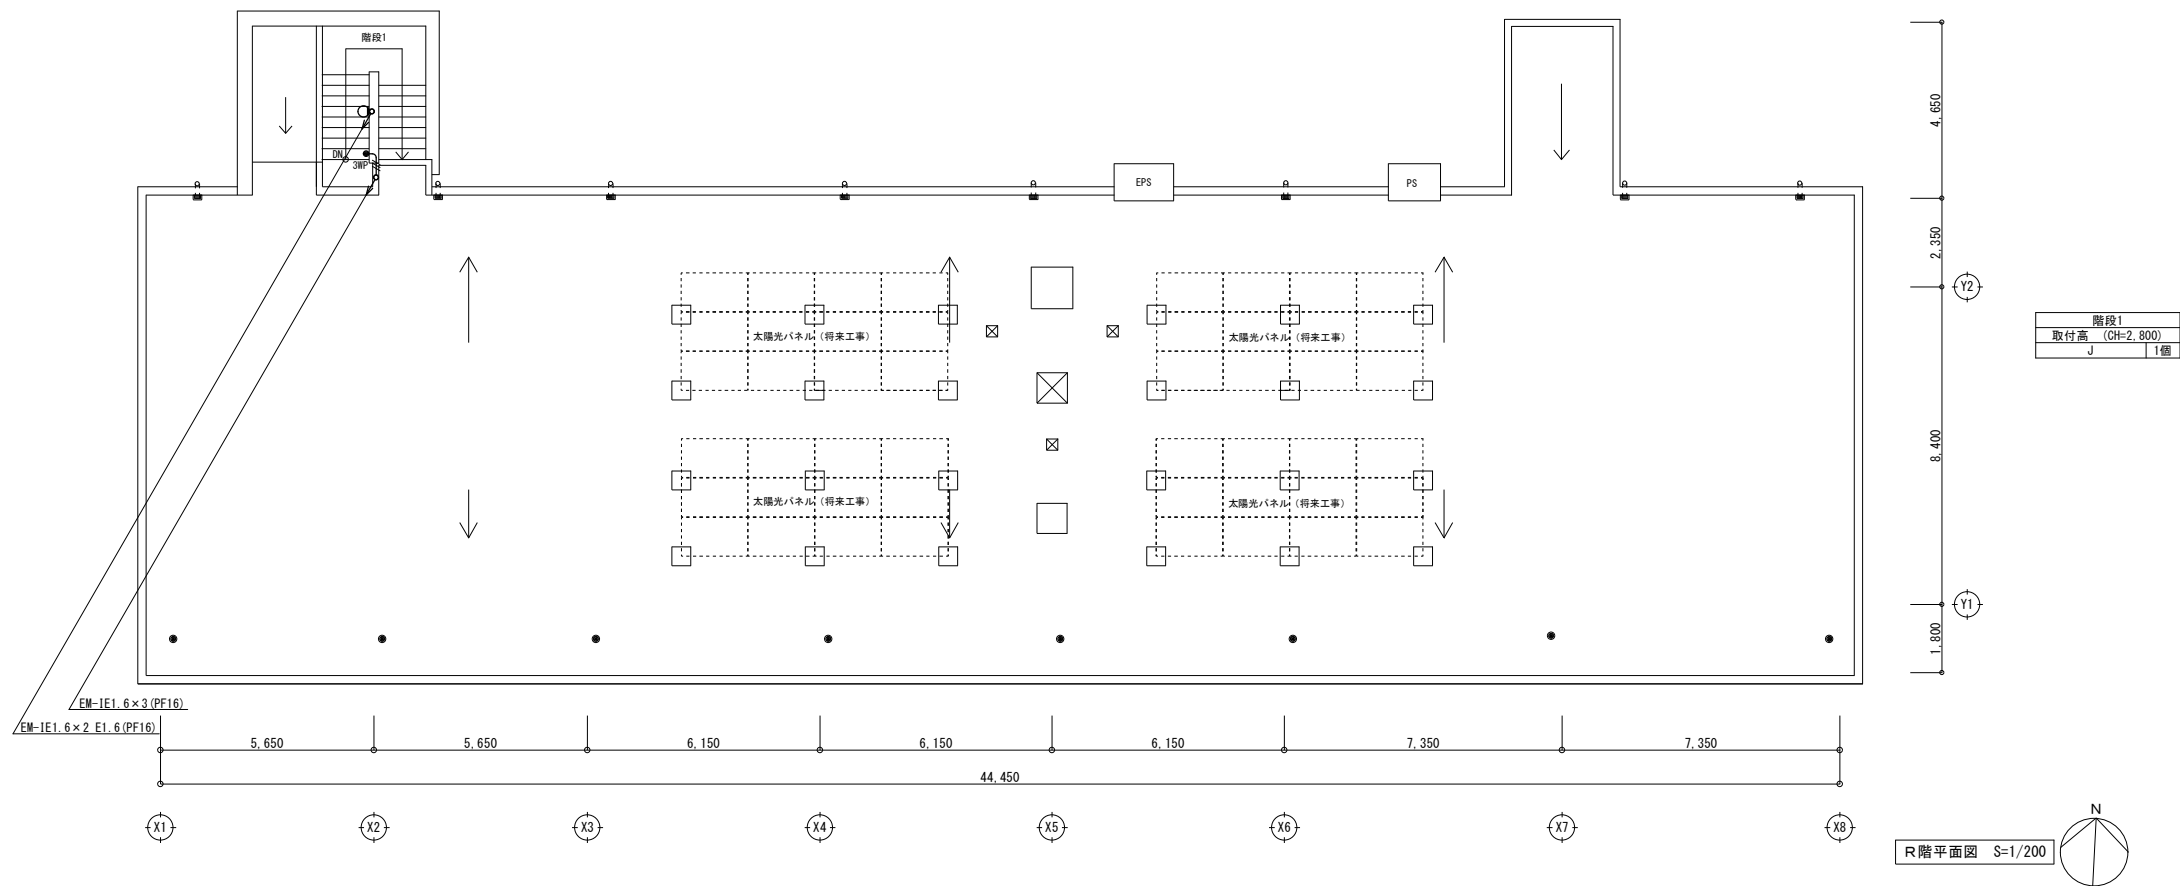 階段1
DN
3WP
EPS
PS
4,650
2,350
8,400
1,800
Y2
Y1
階段1
取付高 (CH=2,800)
J 1個
太陽光パネル(将来工事)
太陽光パネル(将来工事)
太陽光パネル(将来工事)
太陽光パネル(将来工事)
EM-IE1.6×3(PF16)
EM-IE1.6×2 E1.6(PF16)
5,650 5,650 6,150 6,150 6,150 7,350 7,350
44,450
X1 X2 X3 X4 X5 X6 X7 X8
N
R階平面図 S=1/200